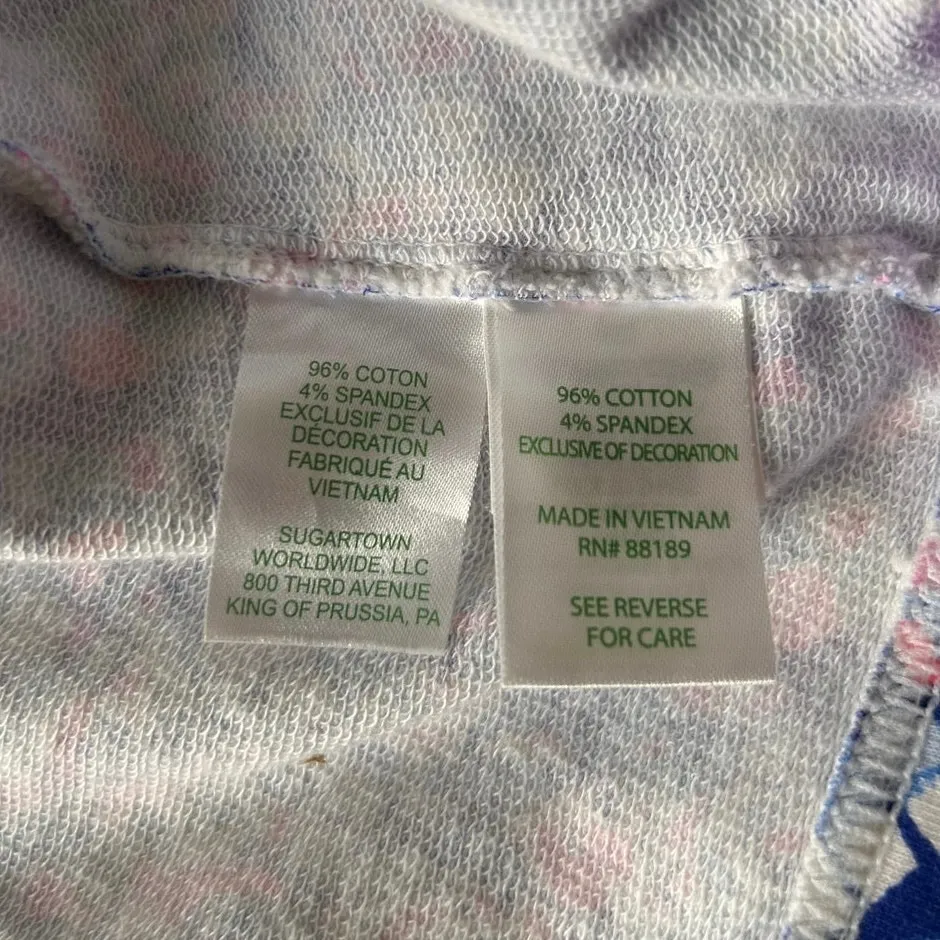 96% COTON
4% SPANDEX
EXCLUSIF DE LA
DÉCORATION
FABRIQUÉ AU
VIETNAM
SUGARTOWN
WORLDWIDE, LLC
800 THIRD AVENUE
KING OF PRUSSIA, PA
96% COTTON
4% SPANDEX
EXCLUSIVE OF DECORATION
MADE IN VIETNAM
RN# 88189
SEE REVERSE
FOR CARE